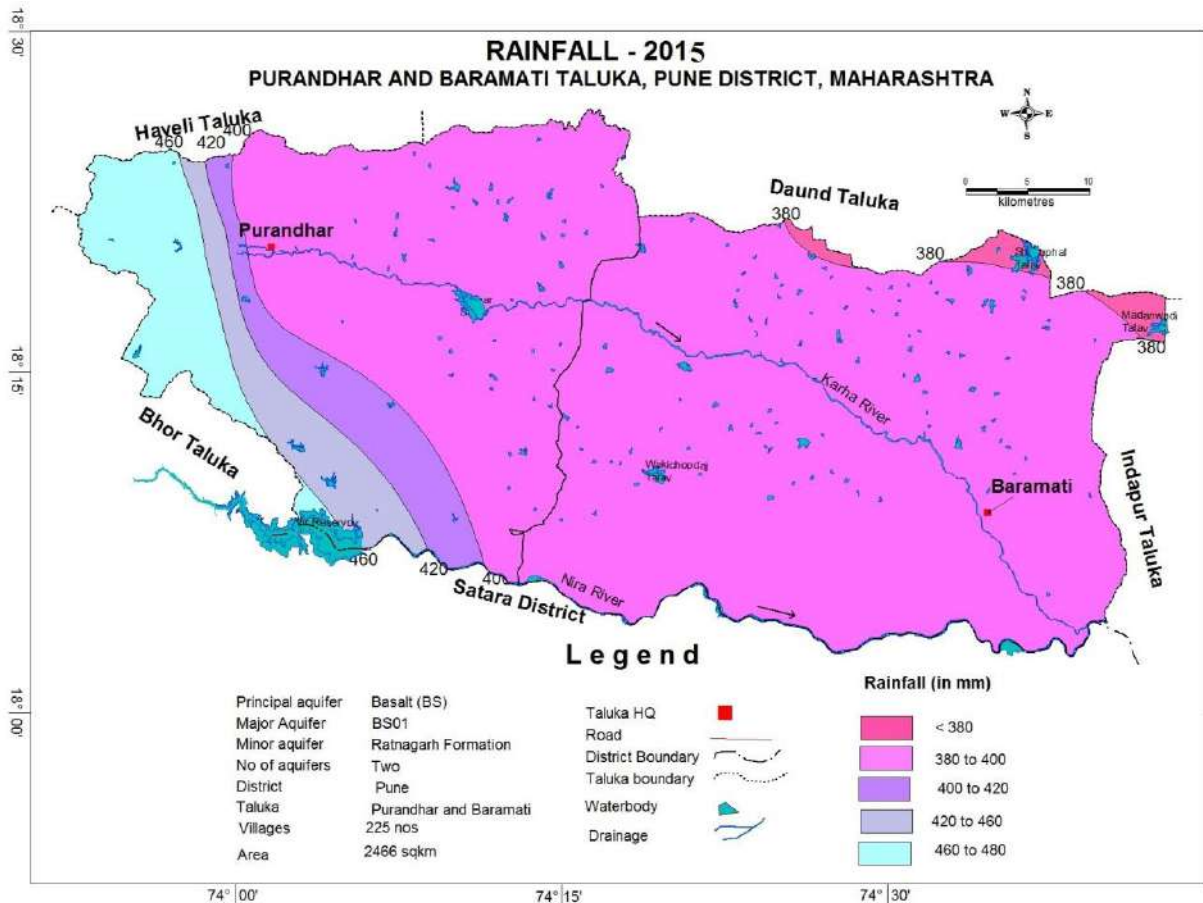 RAINFALL - 2015
PURANDHAR AND BARAMATI TALUKA, PUNE DISTRICT, MAHARASHTRA
18° 30'
18° 15'
18° 00'
N
W E
S
0 5 10
kilometres
Haveli Taluka
460
420
400
Daund Taluka
380
380
380
380
Purandhar
Talav
Madanwadi
Talav
Karha River
Bhor Taluka
Talav
Baramati
Indapur Taluka
Reservoir
460
420
400
Nira River
Satara District
Legend
Principal aquifer Basalt (BS)
Major Aquifer BS01
Minor aquifer Ratnagarh Formation
No of aquifers Two
District Pune
Taluka Purandhar and Baramati
Villages 225 nos
Area 2466 sqkm
Taluka HQ
Road
District Boundary
Taluka boundary
Waterbody
Drainage
Rainfall (in mm)
< 380
380 to 400
400 to 420
420 to 460
460 to 480
74° 00'
74° 15'
74° 30'